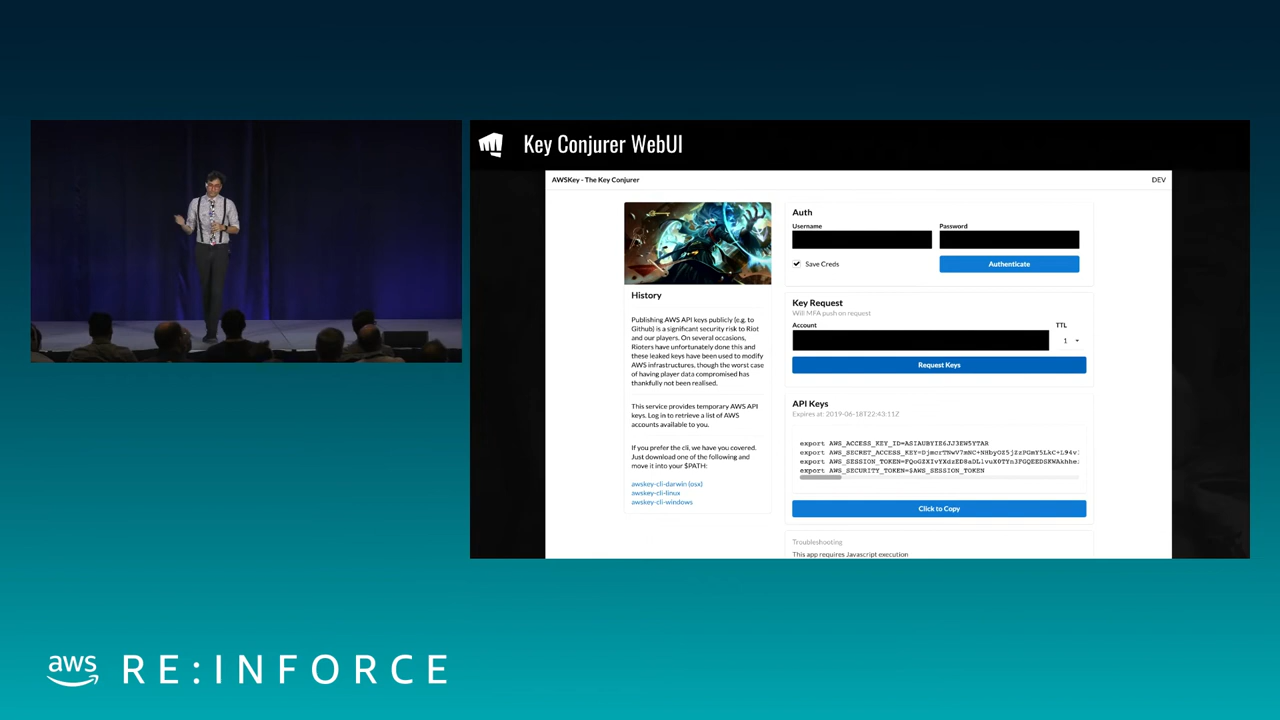 Key Conjurer WebUI
AWSKey - The Key Conjurer
DEV
History
Publishing AWS API keys publicly (e.g. to
Github) is a significant security risk to Riot
and our players. On several occasions,
Rioters have unfortunately done this and
these leaked keys have been used to modify
AWS infrastructures, though the worst case
of having player data compromised has
thankfully not been realised.
This service provides temporary AWS API
keys. Log in to retrieve a list of AWS
accounts available to you.
If you prefer the cli, we have you covered.
Just download one of the following and
move it into your $PATH:
awskey-cli-darwin (osx)
awskey-cli-linux
awskey-cli-windows
Auth
Username
Password
Save Creds
Authenticate
Key Request
Will MFA push on request
Account
TTL
1
Request Keys
API Keys
Expires at: 2019-06-18T22:43:11Z
export AWS_ACCESS_KEY_ID=ASIAUBYIE6JJ3EW5YTAR
export AWS_SECRET_ACCESS_KEY=
export AWS_SESSION_TOKEN=
export AWS_SECURITY_TOKEN=$AWS_SESSION_TOKEN
Click to Copy
Troubleshooting
This app requires Javascript execution
aws RE:INFORCE